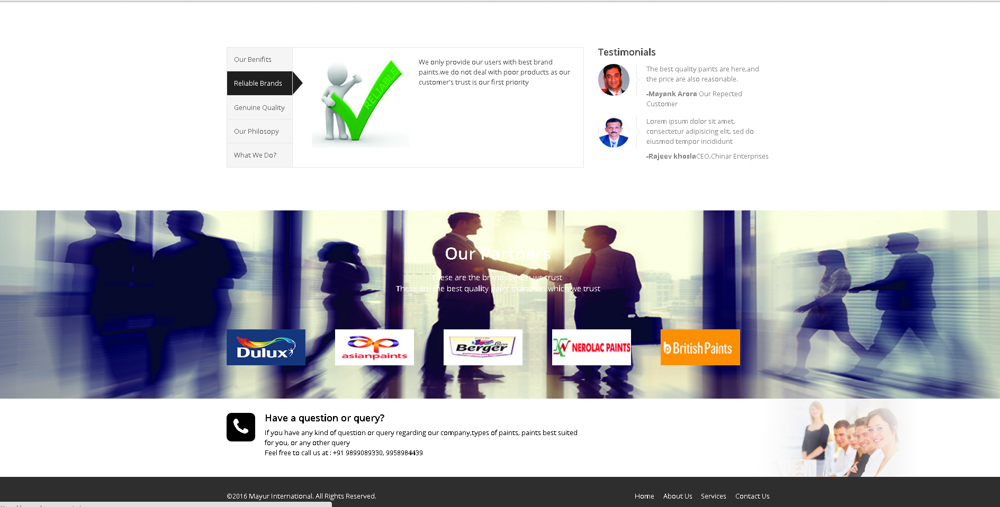 Our Benifits
Reliable Brands
Genuine Quality
Our Philosopy
What We Do?
RELIABLE
We only provide our users with best brand
paints.we do not deal with poor products as our
customer's trust is our first priority
Testimonials
The best quality paints are here,and
the price are also reasonable.
-Mayank Arora Our Repected
Customer
Lorem ipsum dolor sit amet,
consectetur adipisicing elit, sed do
eiusmod tempor incididunt
-Rajeev khoslaCEO,Chinar Enterprises
Our Partners
These are the brands which we trust
These are the best quality paint brands in which we trust
Dulux
asianpaints
Berger
NEROLAC PAINTS
British Paints
Have a question or query?
If you have any kind of question or query regarding our company,types of paints, paints best suited
for you, or any other query
Feel free to call us at : +91 9899089330, 9958984439
©2016 Mayur International. All Rights Reserved.
Home About Us Services Contact Us